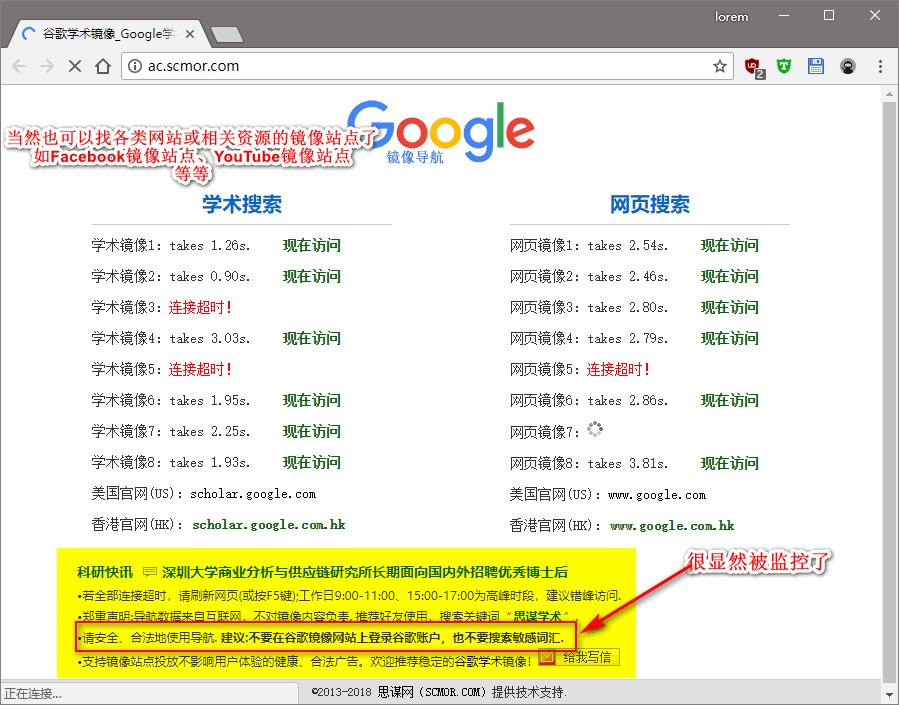 lorem
谷歌学术镜像_Google学
ac.scmor.com
2
Google
镜像导航
当然也可以找各类网站或相关资源的镜像站点了
如Facebook镜像站点、YouTube镜像站点
等等
学术搜索
学术镜像1: takes 1.26s. 现在访问
学术镜像2: takes 0.90s. 现在访问
学术镜像3: 连接超时!
学术镜像4: takes 3.03s. 现在访问
学术镜像5: 连接超时!
学术镜像6: takes 1.95s. 现在访问
学术镜像7: takes 2.25s. 现在访问
学术镜像8: takes 1.93s. 现在访问
美国官网(US): scholar.google.com
香港官网(HK): scholar.google.com.hk
网页搜索
网页镜像1: takes 2.54s. 现在访问
网页镜像2: takes 2.46s. 现在访问
网页镜像3: takes 2.80s. 现在访问
网页镜像4: takes 2.79s. 现在访问
网页镜像5: 连接超时!
网页镜像6: takes 2.86s. 现在访问
网页镜像7:
网页镜像8: takes 3.81s. 现在访问
美国官网(US): www.google.com
香港官网(HK): www.google.com.hk
很显然被监控了
科研快讯 深圳大学商业分析与供应链研究所长期面向国内外招聘优秀博士后
•若全部连接超时，请刷新网页(或按F5键);工作日9:00-11:00、15:00-17:00为高峰时段，建议错峰访问.
•郑重声明:导航数据来自互联网，不对镜像内容负责.推荐好友使用，搜索关键词“思谋学术”
•请安全、合法地使用导航. 建议:不要在谷歌镜像网站上登录谷歌账户，也不要搜索敏感词汇.
•支持镜像站点投放不影响用户体验的健康、合法广告。欢迎推荐稳定的谷歌学术镜像！ 给我写信
正在连接...
©2013-2018 思谋网 (SCMOR.COM) 提供技术支持.